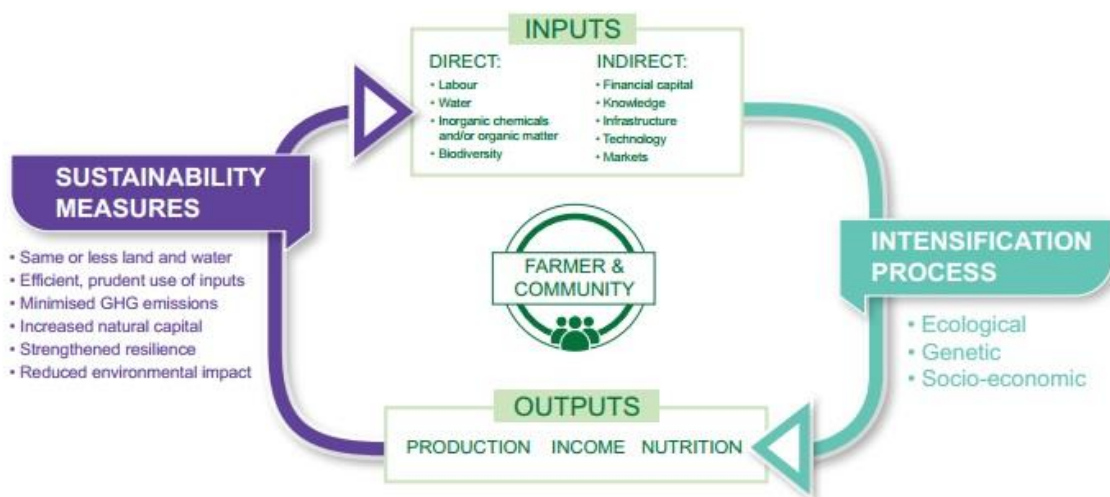 INPUTS
DIRECT:
• Labour
• Water
• Inorganic chemicals
and/or organic matter
• Biodiversity
INDIRECT:
• Financial capital
• Knowledge
• Infrastructure
• Technology
• Markets
SUSTAINABILITY
MEASURES
• Same or less land and water
• Efficient, prudent use of inputs
• Minimised GHG emissions
• Increased natural capital
• Strengthened resilience
• Reduced environmental impact
FARMER &
COMMUNITY
INTENSIFICATION
PROCESS
• Ecological
• Genetic
• Socio-economic
OUTPUTS
PRODUCTION INCOME NUTRITION